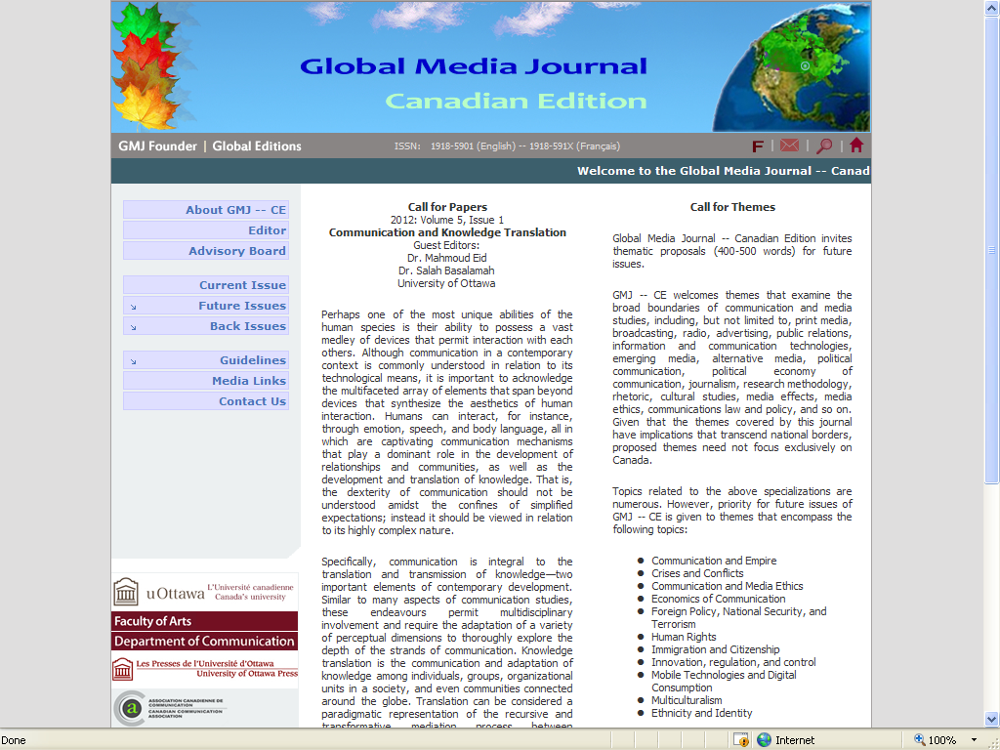 Global Media Journal
Canadian Edition
GMJ Founder | Global Editions
ISSN: 1918-5901 (English) -- 1918-591X (Français)
F
Welcome to the Global Media Journal -- Canad
About GMJ -- CE
Editor
Advisory Board
Current Issue
Future Issues
Back Issues
Guidelines
Media Links
Contact Us
uOttawa
L'Université canadienne
Canada's university
Faculty of Arts
Department of Communication
Les Presses de l'Université d'Ottawa
University of Ottawa Press
a
ASSOCIATION CANADIENNE DE
COMMUNICATION
CANADIAN COMMUNICATION
ASSOCIATION
Call for Papers
2012: Volume 5, Issue 1
Communication and Knowledge Translation
Guest Editors:
Dr. Mahmoud Eid
Dr. Salah Basalamah
University of Ottawa
Perhaps one of the most unique abilities of the
human species is their ability to possess a vast
medley of devices that permit interaction with each
others. Although communication in a contemporary
context is commonly understood in relation to its
technological means, it is important to acknowledge
the multifaceted array of elements that span beyond
devices that synthesize the aesthetics of human
interaction. Humans can interact, for instance,
through emotion, speech, and body language, all in
which are captivating communication mechanisms
that play a dominant role in the development of
relationships and communities, as well as the
development and translation of knowledge. That is,
the dexterity of communication should not be
understood amidst the confines of simplified
expectations; instead it should be viewed in relation
to its highly complex nature.
Specifically, communication is integral to the
translation and transmission of knowledge—two
important elements of contemporary development.
Similar to many aspects of communication studies,
these endeavours permit multidisciplinary
involvement and require the adaptation of a variety
of perceptual dimensions to thoroughly explore the
depth of the strands of communication. Knowledge
translation is the communication and adaptation of
knowledge among individuals, groups, organizational
units in a society, and even communities connected
around the globe. Translation can be considered a
paradigmatic representation of the recursive and
transformative mediation process between
Call for Themes
Global Media Journal -- Canadian Edition invites
thematic proposals (400-500 words) for future
issues.
GMJ -- CE welcomes themes that examine the
broad boundaries of communication and media
studies, including, but not limited to, print media,
broadcasting, radio, advertising, public relations,
information and communication technologies,
emerging media, alternative media, political
communication, political economy of
communication, journalism, research methodology,
rhetoric, cultural studies, media effects, media
ethics, communications law and policy, and so on.
Given that the themes covered by this journal
have implications that transcend national borders,
proposed themes need not focus exclusively on
Canada.
Topics related to the above specializations are
numerous. However, priority for future issues of
GMJ -- CE is given to themes that encompass the
following topics:
● Communication and Empire
● Crises and Conflicts
● Communication and Media Ethics
● Economics of Communication
● Foreign Policy, National Security, and
Terrorism
● Human Rights
● Immigration and Citizenship
● Innovation, regulation, and control
● Mobile Technologies and Digital
Consumption
● Multiculturalism
● Ethnicity and Identity
Done
Internet
100%